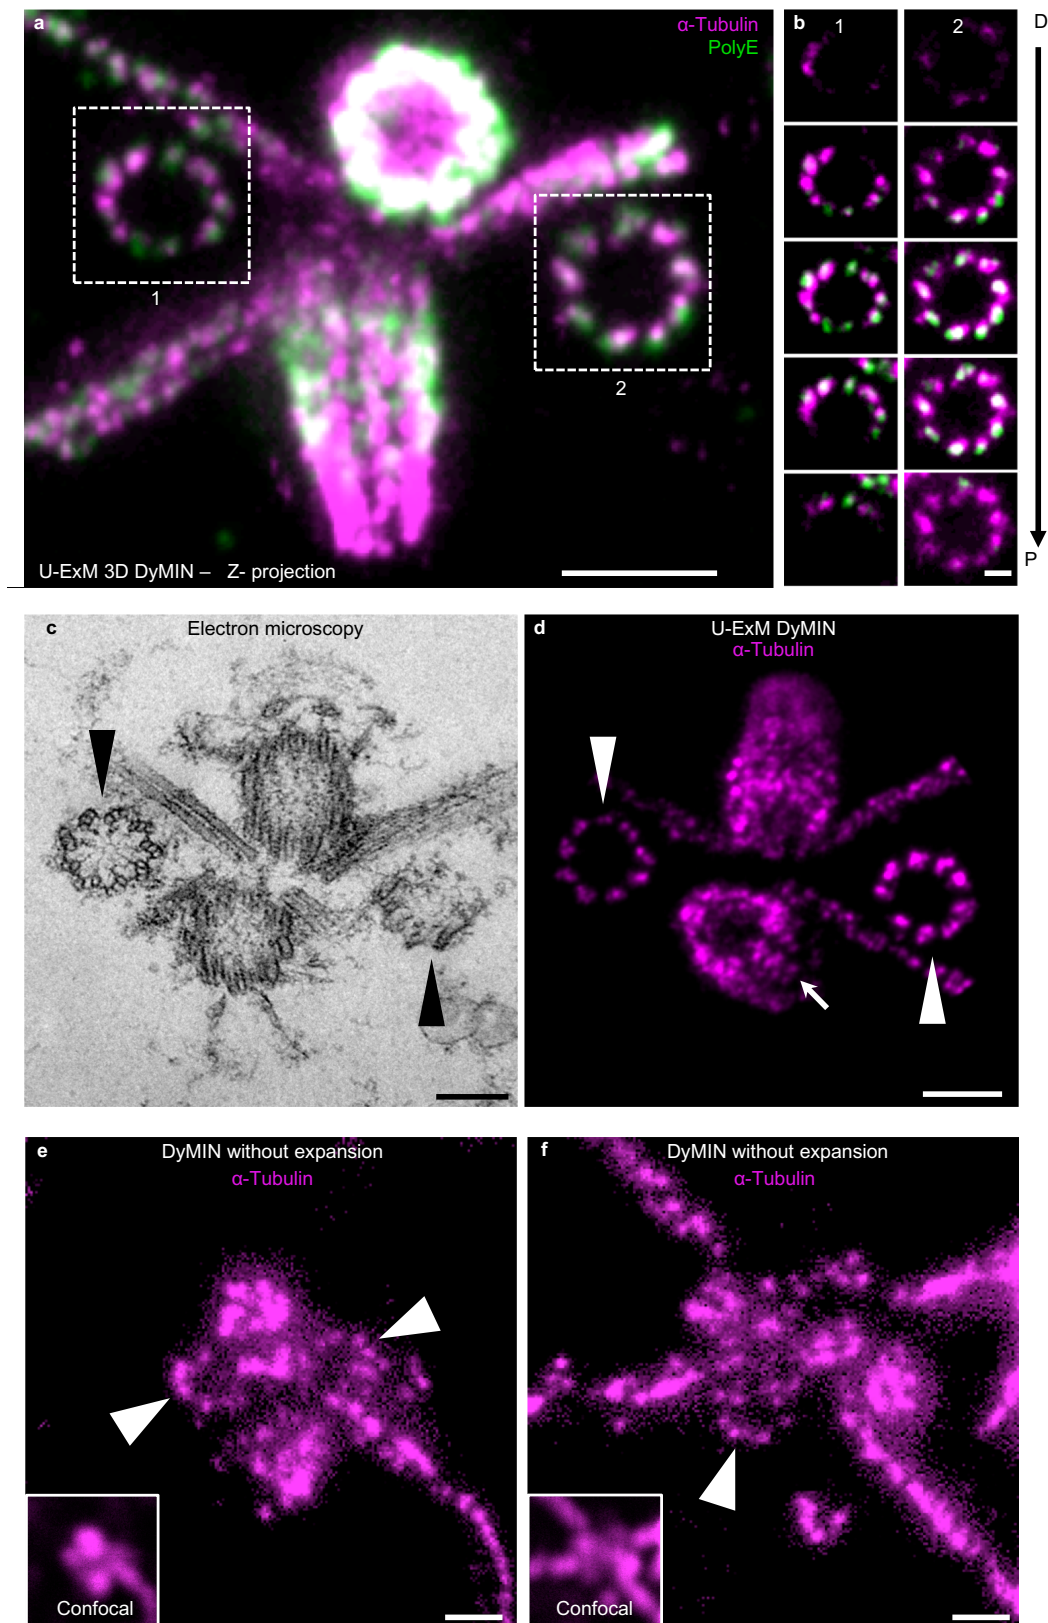 a
α-Tubulin
PolyE
1
2
U-ExM 3D DyMIN – Z- projection
b
1
2
D
P
c
Electron microscopy
d
U-ExM DyMIN
α-Tubulin
e
DyMIN without expansion
α-Tubulin
Confocal
f
DyMIN without expansion
α-Tubulin
Confocal